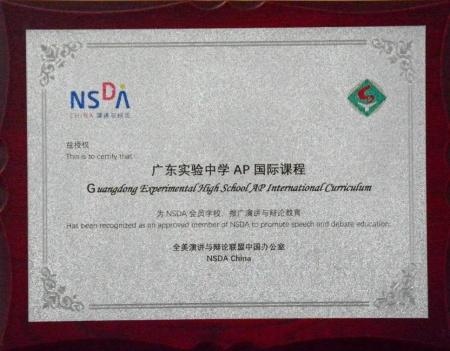 NSDA
CHINA 演讲与辩论
兹授权
This is to certify that
广东实验中学 AP 国际课程
Guangdong Experimental High School AP International Curriculum
为 NSDA 会员学校，推广演讲与辩论教育
Has been recognized as an approved member of NSDA to promote speech and debate education.
全美演讲与辩论联盟中国办公室
NSDA China